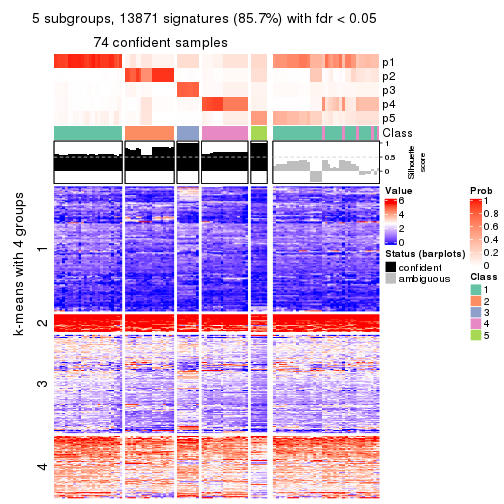 5 subgroups, 13871 signatures (85.7%) with fdr < 0.05
74 confident samples
p1
p2
p3
p4
p5
Class
1
0.5
0
Silhouette
score
k-means with 4 groups
1
2
3
4
Value
6
4
2
0
Status (barplots)
confident
ambiguous
Prob
1
0.8
0.6
0.4
0.2
0
Class
1
2
3
4
5